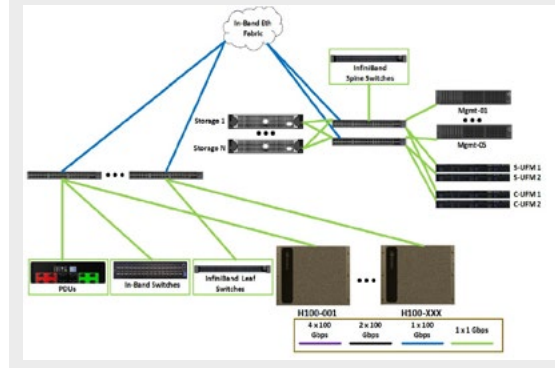 In-Band Eth
Fabric
InfiniBand
Spine Switches
Storage 1
Storage N
Mgmt-01
Mgmt-05
S-UFM 1
S-UFM 2
C-UFM 1
C-UFM 2
PDUs
In-Band Switches
InfiniBand Leaf
Switches
H100-001
H100-XXX
4 x 100
Gbps
2 x 100
Gbps
1 x 100
Gbps
1 x 1 Gbps